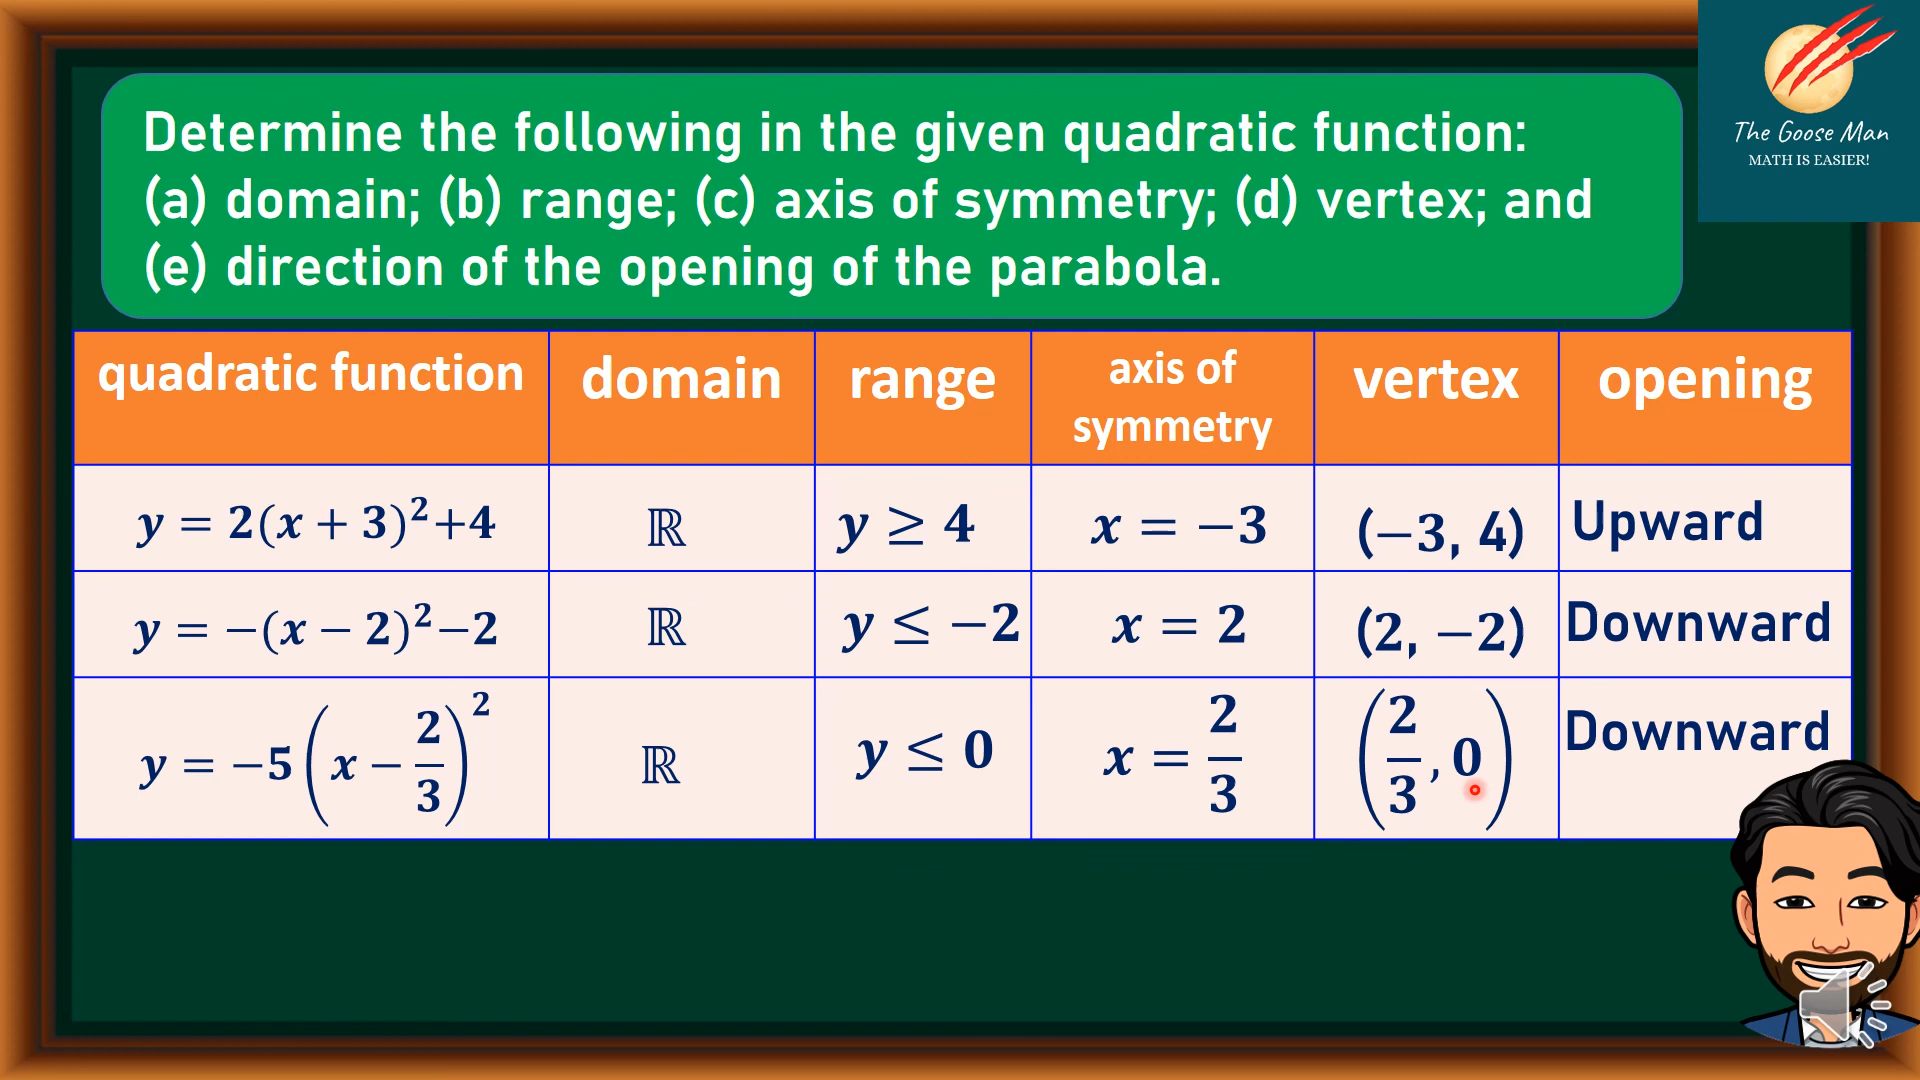 Determine the following in the given quadratic function:
(a) domain; (b) range; (c) axis of symmetry; (d) vertex; and
(e) direction of the opening of the parabola.
The Goose Man
MATH IS EASIER!
quadratic function domain range axis of symmetry vertex opening
y = 2(x + 3)²+4 ℝ y ≥ 4 x = −3 (−3, 4) Upward
y = −(x − 2)²−2 ℝ y ≤ −2 x = 2 (2, −2) Downward
y = −5(x − 2/3)² ℝ y ≤ 0 x = 2/3 (2/3, 0) Downward